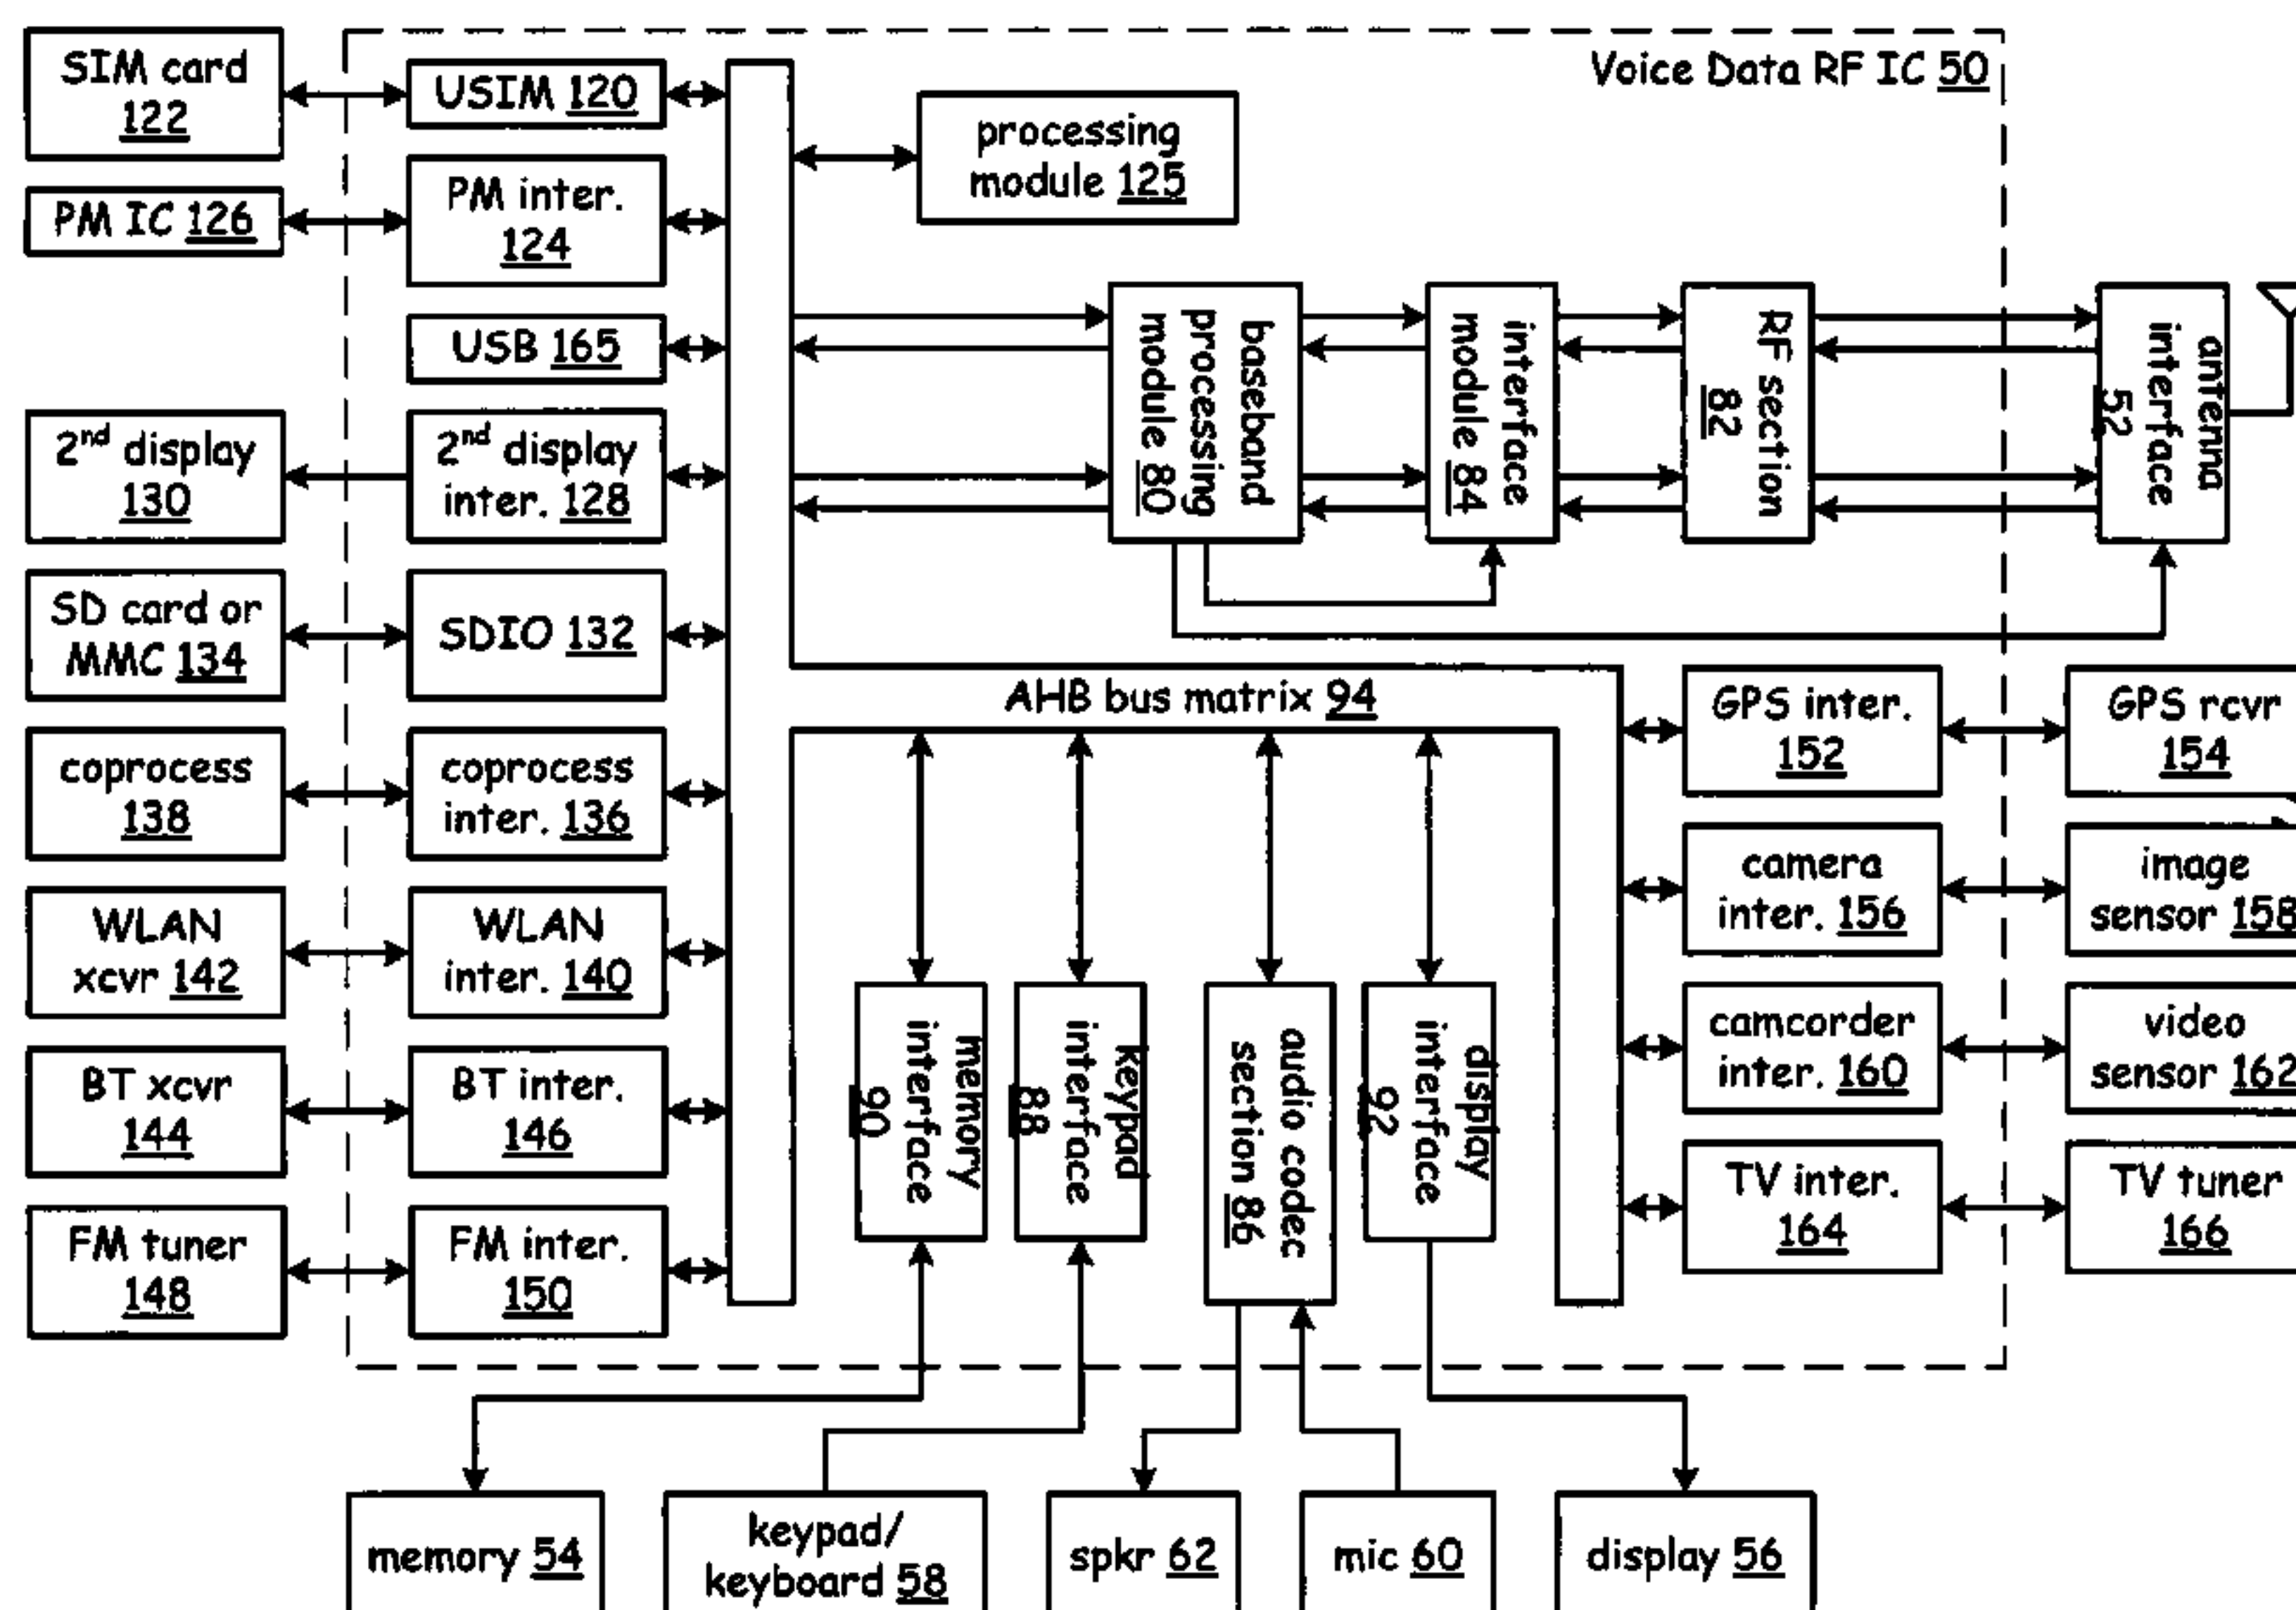 SIM card
122
USIM 120
Voice Data RF IC 50
processing
module 125
PM IC 126
PM inter.
124
USB 165
baseband
processing
module 80
interface
module 84
RF section
82
antenna
interface
52
2nd display
130
2nd display
inter. 128
SD card or
MMC 134
SDIO 132
AHB bus matrix 94
GPS inter.
152
GPS rcvr
154
coprocess
138
coprocess
inter. 136
camera
inter. 156
image
sensor 158
WLAN
xcvr 142
WLAN
inter. 140
memory
interface
90
keypad
interface
88
audio codec
section 86
display
interface
92
camcorder
inter. 160
video
sensor 162
BT xcvr
144
BT inter.
146
TV inter.
164
TV tuner
166
FM tuner
148
FM inter.
150
memory 54
keypad/
keyboard 58
spkr 62
mic 60
display 56